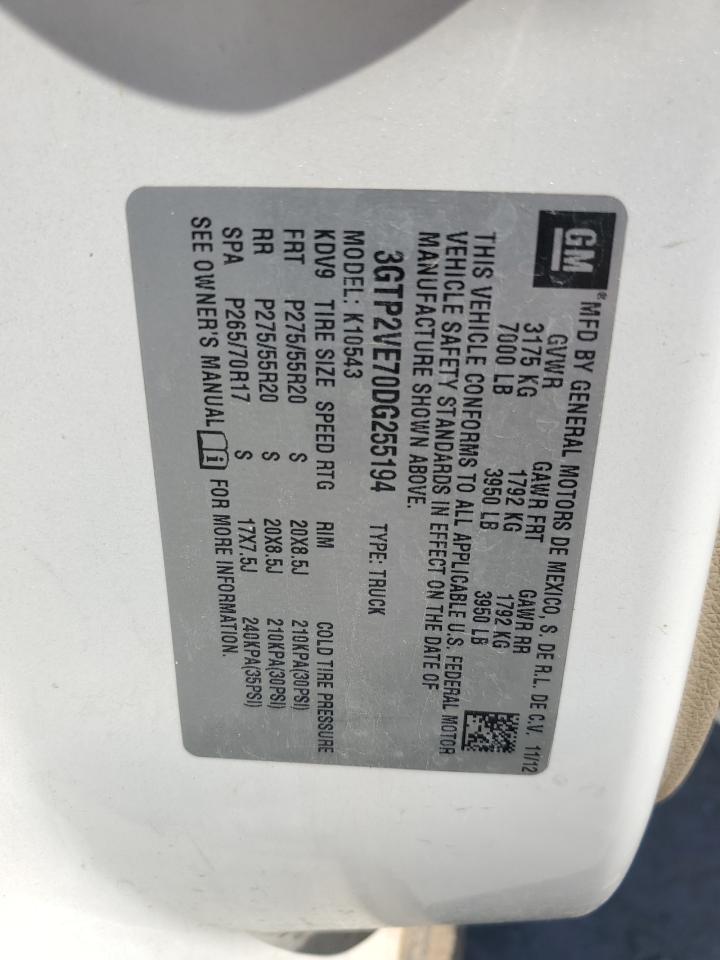 GM® MFD BY GENERAL MOTORS DE MEXICO, S. DE R.L. DE C.V. 11/12
GVWR GAWR FRT GAWR RR
3175 KG 1792 KG 1792 KG
7000 LB 3950 LB 3950 LB
THIS VEHICLE CONFORMS TO ALL APPLICABLE U.S. FEDERAL MOTOR
VEHICLE SAFETY STANDARDS IN EFFECT ON THE DATE OF
MANUFACTURE SHOWN ABOVE.
3GTP2VE70DG255194 TYPE: TRUCK
MODEL: K10543
KDV9 TIRE SIZE SPEED RTG RIM COLD TIRE PRESSURE
FRT P275/55R20 S 20X8.5J 210KPA(30PSI)
RR P275/55R20 S 20X8.5J 210KPA(30PSI)
SPA P265/70R17 S 17X7.5J 240KPA(35PSI)
SEE OWNER'S MANUAL i FOR MORE INFORMATION.